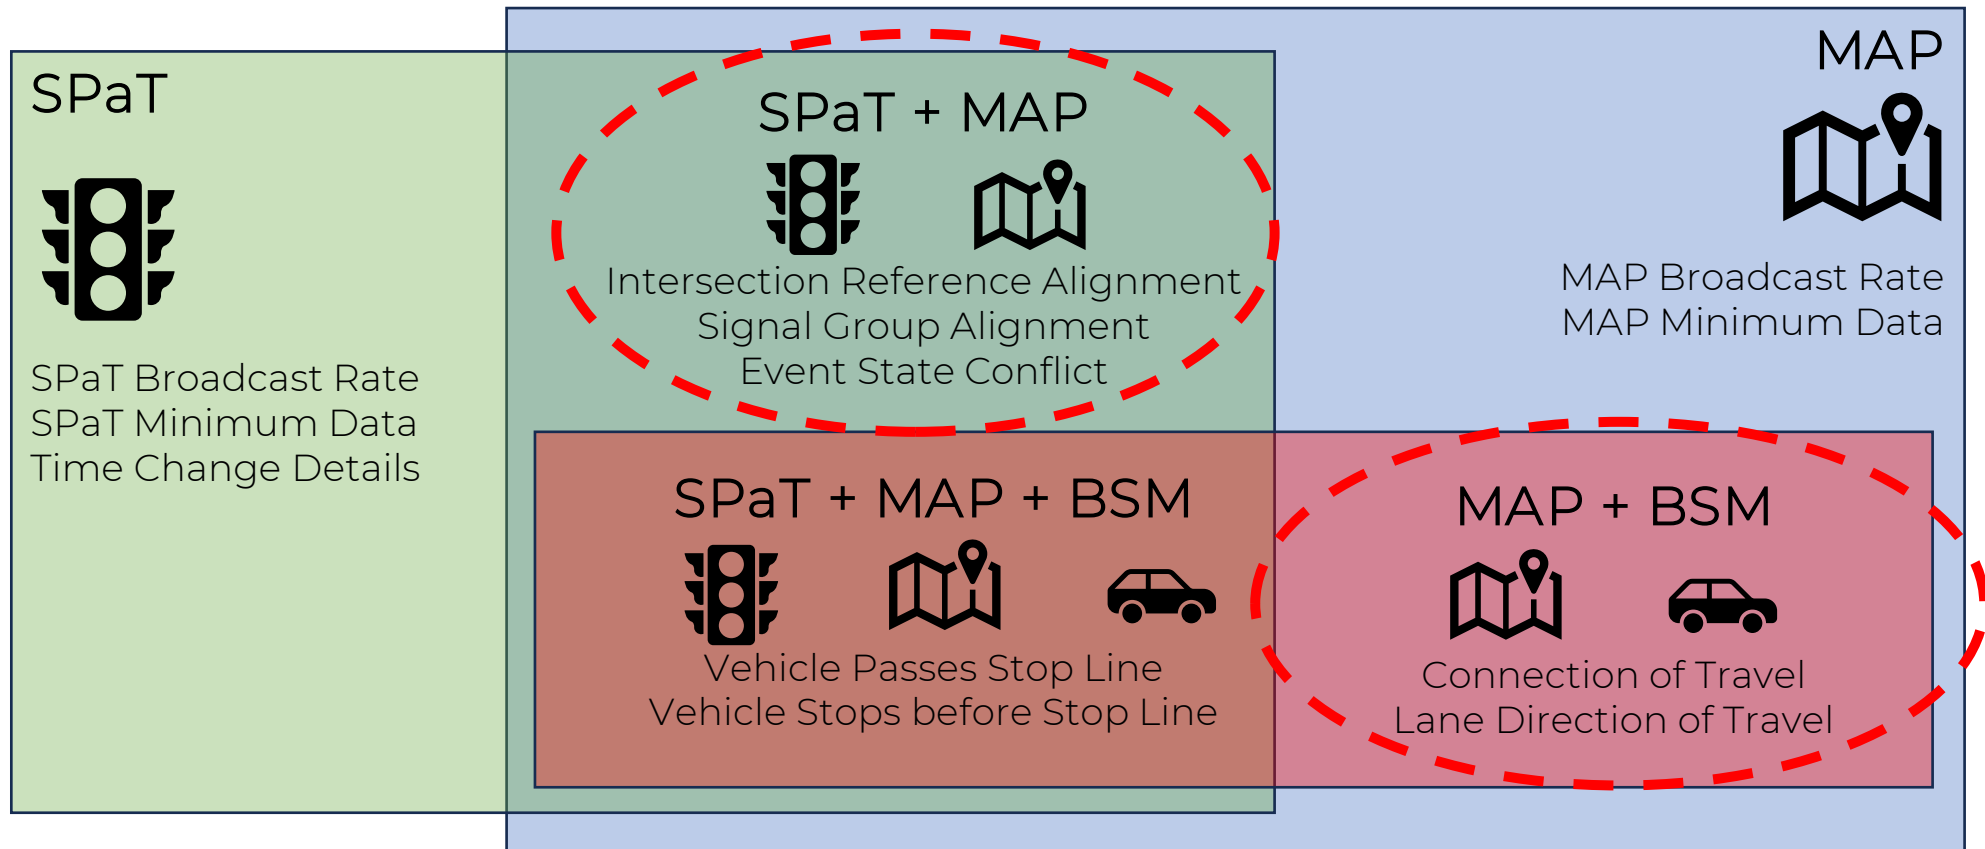 SPaT
SPaT Broadcast Rate
SPaT Minimum Data
Time Change Details
SPaT + MAP
Intersection Reference Alignment
Signal Group Alignment
Event State Conflict
MAP
MAP Broadcast Rate
MAP Minimum Data
SPaT + MAP + BSM
Vehicle Passes Stop Line
Vehicle Stops before Stop Line
MAP + BSM
Connection of Travel
Lane Direction of Travel